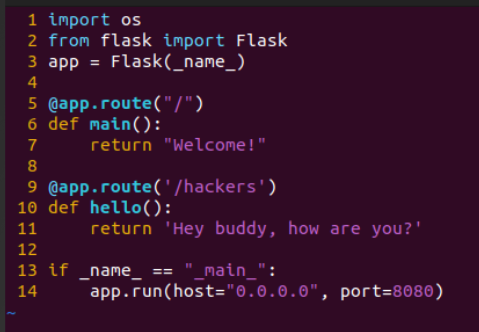 1 import os
2 from flask import Flask
3 app = Flask(_name_)
4
5 @app.route("/")
6 def main():
7     return "Welcome!"
8
9 @app.route('/hackers')
10 def hello():
11     return 'Hey buddy, how are you?'
12
13 if _name_ == "_main_":
14     app.run(host="0.0.0.0", port=8080)
~